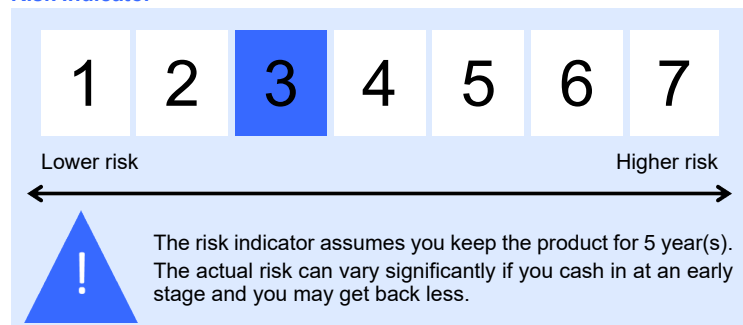 Risk Indicator
1 2 3 4 5 6 7
Lower risk Higher risk
!
The risk indicator assumes you keep the product for 5 year(s).
The actual risk can vary significantly if you cash in at an early
stage and you may get back less.